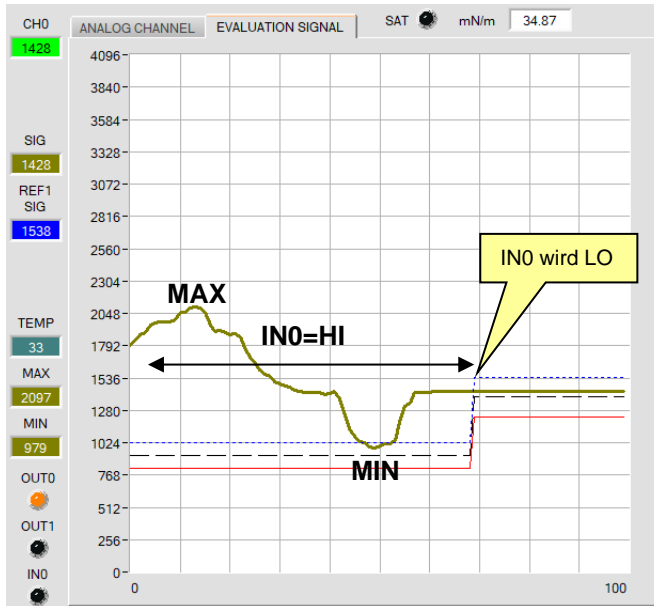 CH0
1428
SIG
1428
REF1
SIG
1538
TEMP
33
MAX
2097
MIN
979
OUT0
OUT1
IN0
ANALOG CHANNEL
EVALUATION SIGNAL
SAT
mN/m
34.87
4096
3840
3584
3328
3072
2816
2560
2304
2048
1792
1536
1280
1024
768
512
256
0
0
100
MAX
IN0=HI
MIN
IN0 wird LO